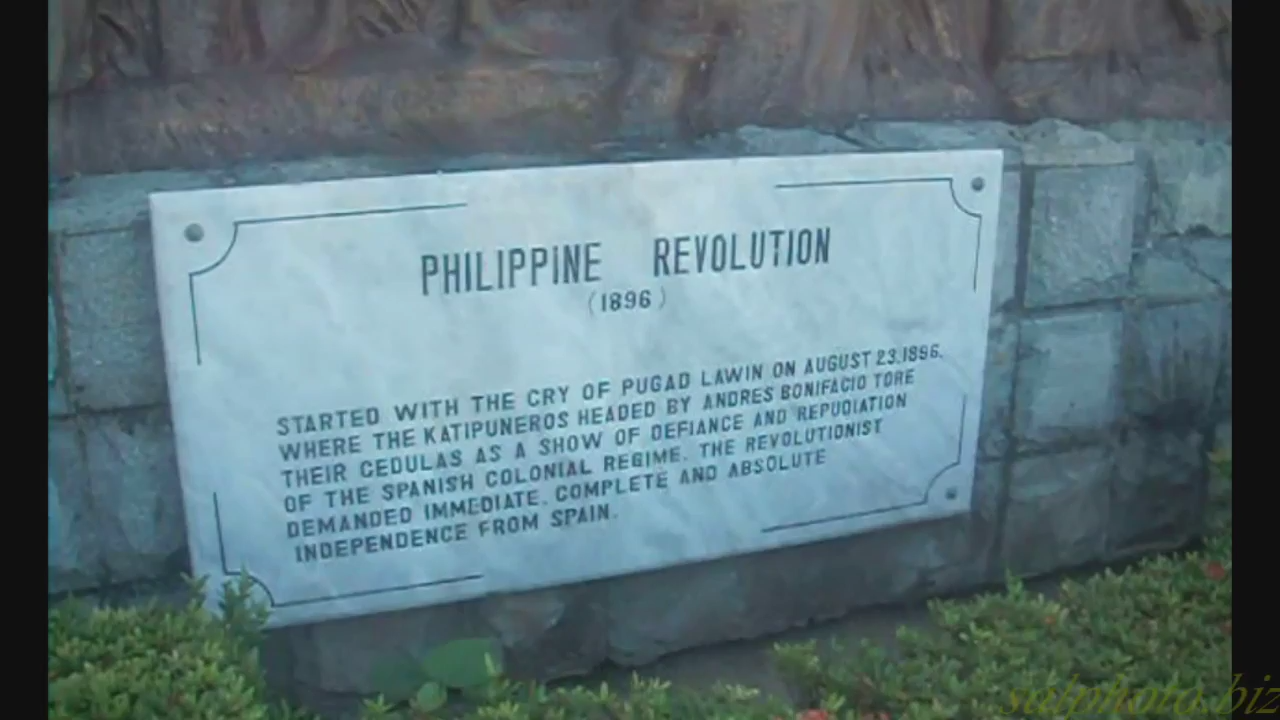 PHILIPPINE REVOLUTION
(1896)
STARTED WITH THE CRY OF PUGAD LAWIN ON AUGUST 23.1896.
WHERE THE KATIPUNEROS HEADED BY ANDRES BONIFACIO TORE
THEIR CEDULAS AS A SHOW OF DEFIANCE AND REPUDIATION
OF THE SPANISH COLONIAL REGIME. THE REVOLUTIONIST
DEMANDED IMMEDIATE. COMPLETE AND ABSOLUTE
INDEPENDENCE FROM SPAIN.
salphoto.biz